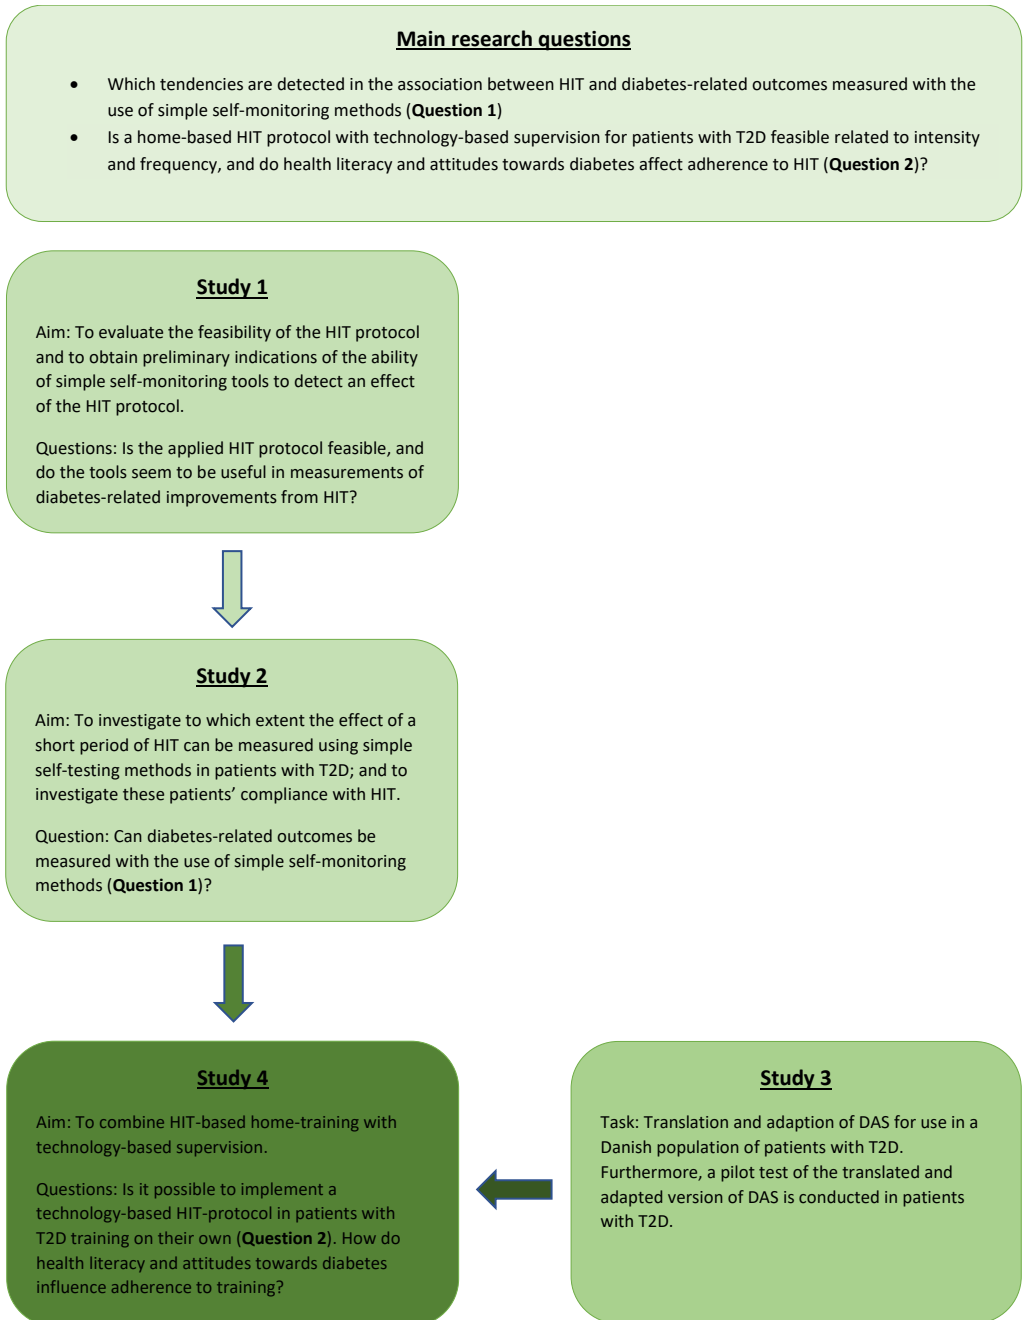 Main research questions
• Which tendencies are detected in the association between HIT and diabetes-related outcomes measured with the
use of simple self-monitoring methods (Question 1)
• Is a home-based HIT protocol with technology-based supervision for patients with T2D feasible related to intensity
and frequency, and do health literacy and attitudes towards diabetes affect adherence to HIT (Question 2)?
Study 1
Aim: To evaluate the feasibility of the HIT protocol
and to obtain preliminary indications of the ability
of simple self-monitoring tools to detect an effect
of the HIT protocol.
Questions: Is the applied HIT protocol feasible, and
do the tools seem to be useful in measurements of
diabetes-related improvements from HIT?
Study 2
Aim: To investigate to which extent the effect of a
short period of HIT can be measured using simple
self-testing methods in patients with T2D; and to
investigate these patients’ compliance with HIT.
Question: Can diabetes-related outcomes be
measured with the use of simple self-monitoring
methods (Question 1)?
Study 4
Aim: To combine HIT-based home-training with
technology-based supervision.
Questions: Is it possible to implement a
technology-based HIT-protocol in patients with
T2D training on their own (Question 2). How do
health literacy and attitudes towards diabetes
influence adherence to training?
Study 3
Task: Translation and adaption of DAS for use in a
Danish population of patients with T2D.
Furthermore, a pilot test of the translated and
adapted version of DAS is conducted in patients
with T2D.